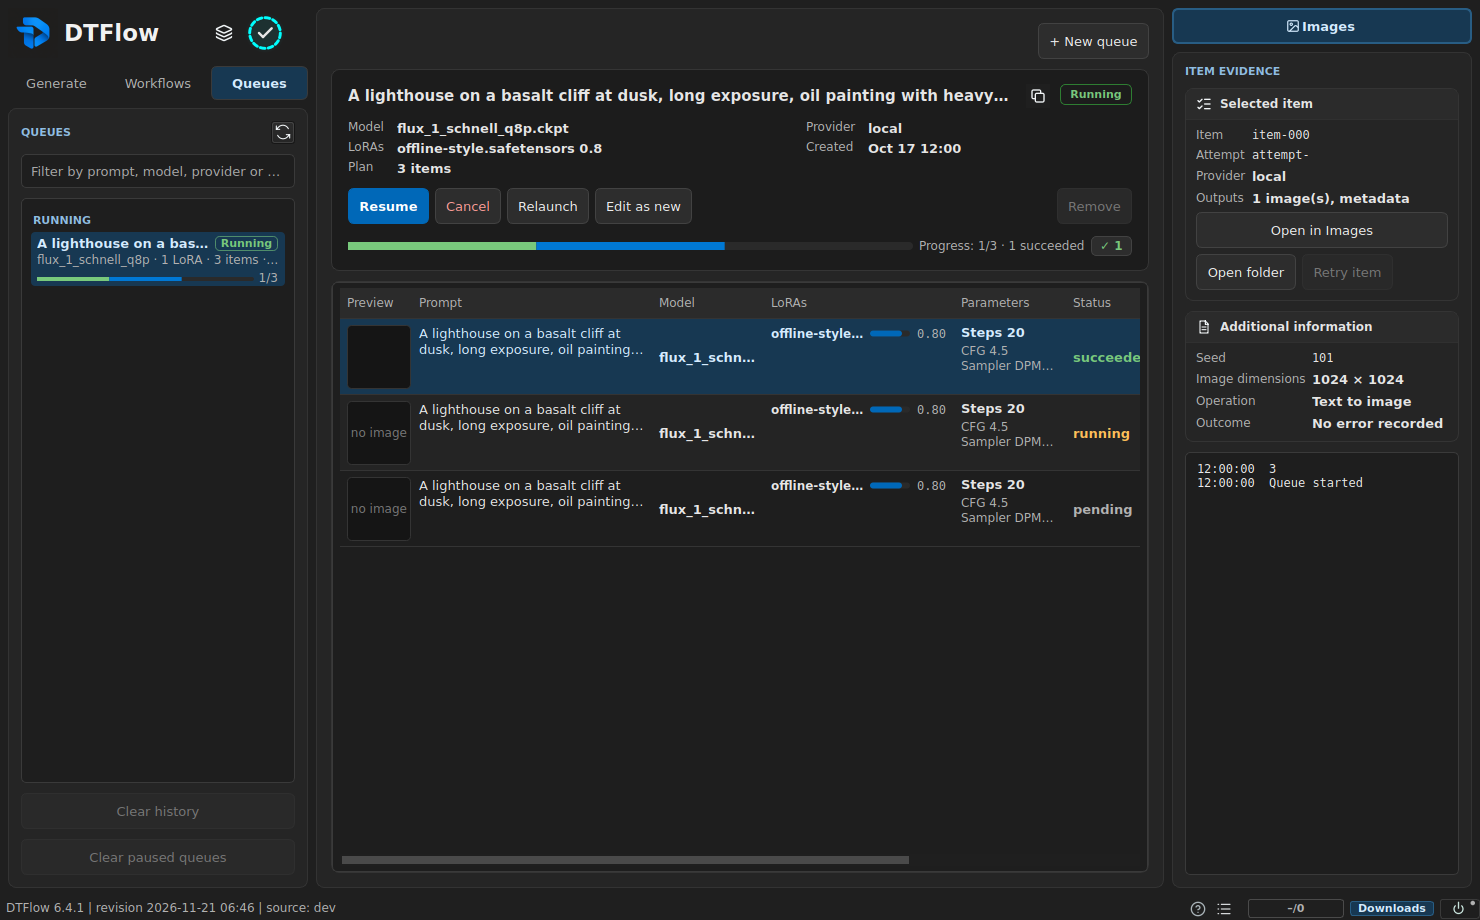 DTFlow
Generate Workflows Queues
QUEUES
Filter by prompt, model, provider or ...
RUNNING
A lighthouse on a bas... Running
flux_1_schnell_q8p · 1 LoRA · 3 items ·...
1/3
Clear history
Clear paused queues
+ New queue
A lighthouse on a basalt cliff at dusk, long exposure, oil painting with heavy... Running
Model flux_1_schnell_q8p.ckpt Provider local
LoRAs offline-style.safetensors 0.8 Created Oct 17 12:00
Plan 3 items
Resume Cancel Relaunch Edit as new Remove
Progress: 1/3 · 1 succeeded ✓ 1
Preview Prompt Model LoRAs Parameters Status
A lighthouse on a basalt cliff at dusk, long exposure, oil painting... flux_1_schn... offline-style... 0.80 Steps 20 CFG 4.5 Sampler DPM... succeede
no image A lighthouse on a basalt cliff at dusk, long exposure, oil painting... flux_1_schn... offline-style... 0.80 Steps 20 CFG 4.5 Sampler DPM... running
no image A lighthouse on a basalt cliff at dusk, long exposure, oil painting... flux_1_schn... offline-style... 0.80 Steps 20 CFG 4.5 Sampler DPM... pending
Images
ITEM EVIDENCE
Selected item
Item item-000
Attempt attempt-
Provider local
Outputs 1 image(s), metadata
Open in Images
Open folder Retry item
Additional information
Seed 101
Image dimensions 1024 × 1024
Operation Text to image
Outcome No error recorded
12:00:00 3
12:00:00 Queue started
DTFlow 6.4.1 | revision 2026-11-21 06:46 | source: dev
–/0 Downloads